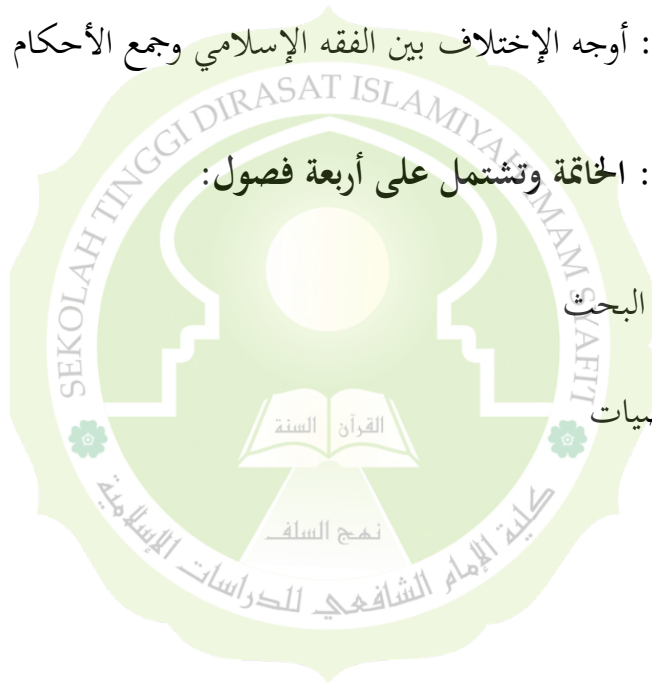 : أوجه الإختلاف بين الفقه الإسلامي وجمع الأحكام
: الخاتمة وتشتمل على أربعة فصول:
البحث
صيات
SEKOLAH TINGGI DIRASAT ISLAMIYAH IMAM SYAFI'I
القرآن السنة
نهج السلف
كلية الإمام الشافعي للدراسات الإسلامية